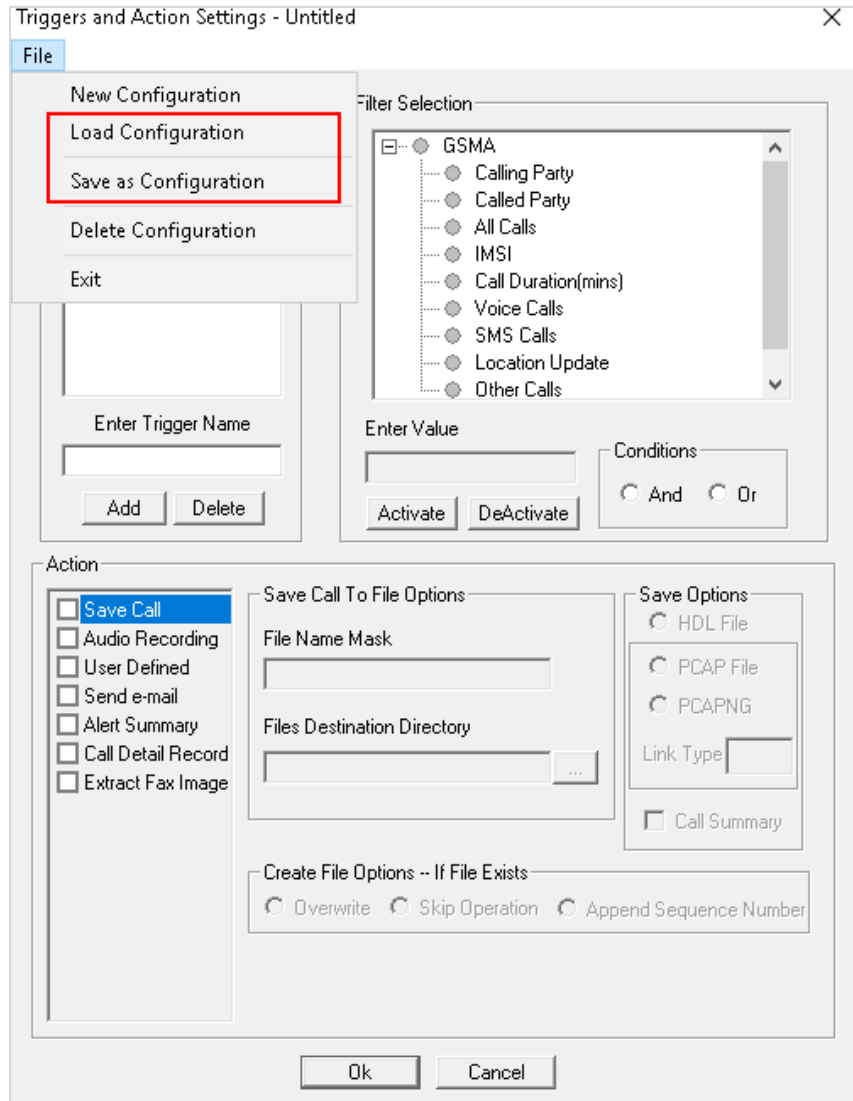 Triggers and Action Settings - Untitled
File
New Configuration
Load Configuration
Save as Configuration
Delete Configuration
Exit
Enter Trigger Name
Add Delete
Filter Selection
GSMA
Calling Party
Called Party
All Calls
IMSI
Call Duration(mins)
Voice Calls
SMS Calls
Location Update
Other Calls
Enter Value
Activate DeActivate
Conditions
And Or
Action
Save Call
Audio Recording
User Defined
Send e-mail
Alert Summary
Call Detail Record
Extract Fax Image
Save Call To File Options
File Name Mask
Files Destination Directory
...
Save Options
HDL File
PCAP File
PCAPNG
Link Type
Call Summary
Create File Options -- If File Exists
Overwrite Skip Operation Append Sequence Number
Ok Cancel